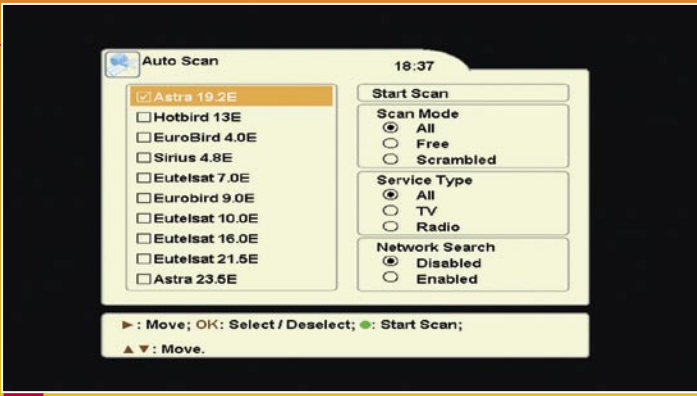 Auto Scan
18:37
Astra 19.2E
Hotbird 13E
EuroBird 4.0E
Sirius 4.8E
Eutelsat 7.0E
Eurobird 9.0E
Eutelsat 10.0E
Eutelsat 16.0E
Eutelsat 21.5E
Astra 23.5E
Start Scan
Scan Mode
All
Free
Scrambled
Service Type
All
TV
Radio
Network Search
Disabled
Enabled
►: Move; OK: Select / Deselect; ●: Start Scan;
▲▼: Move.